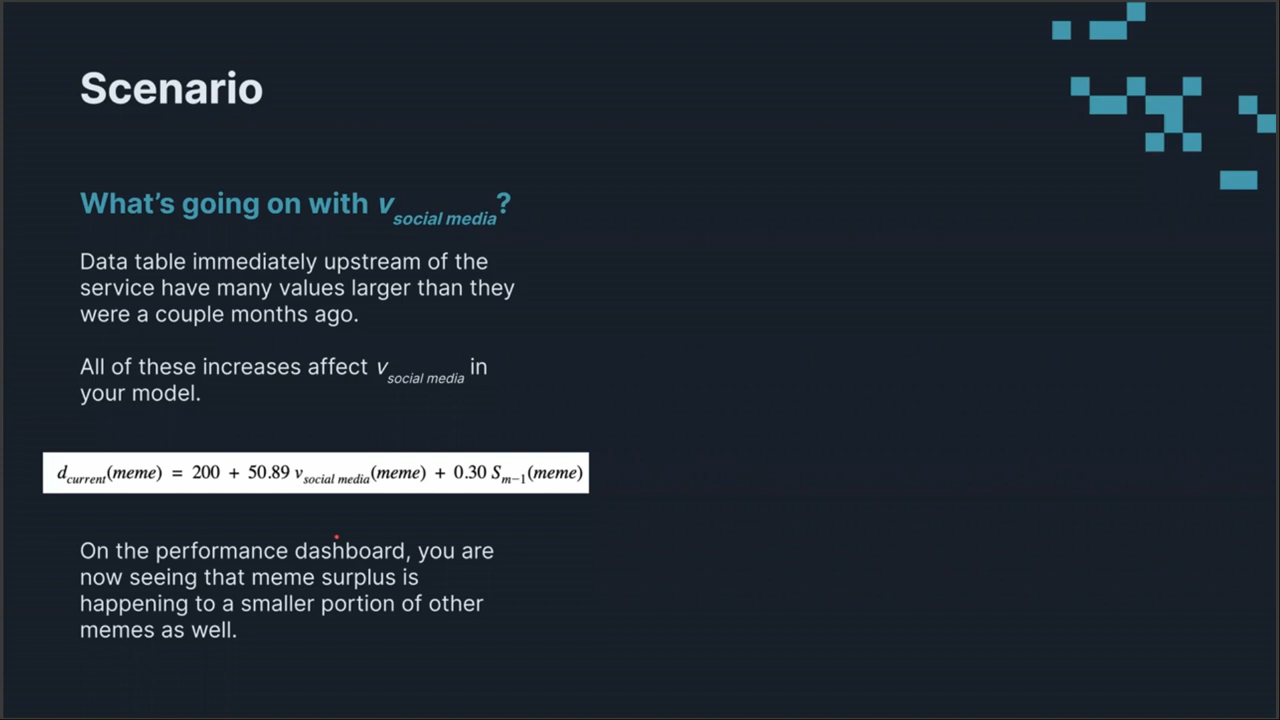 Scenario
What's going on with v social media?
Data table immediately upstream of the
service have many values larger than they
were a couple months ago.
All of these increases affect v social media in
your model.
d current(meme) = 200 + 50.89 v social media(meme) + 0.30 S m−1(meme)
On the performance dashboard, you are
now seeing that meme surplus is
happening to a smaller portion of other
memes as well.